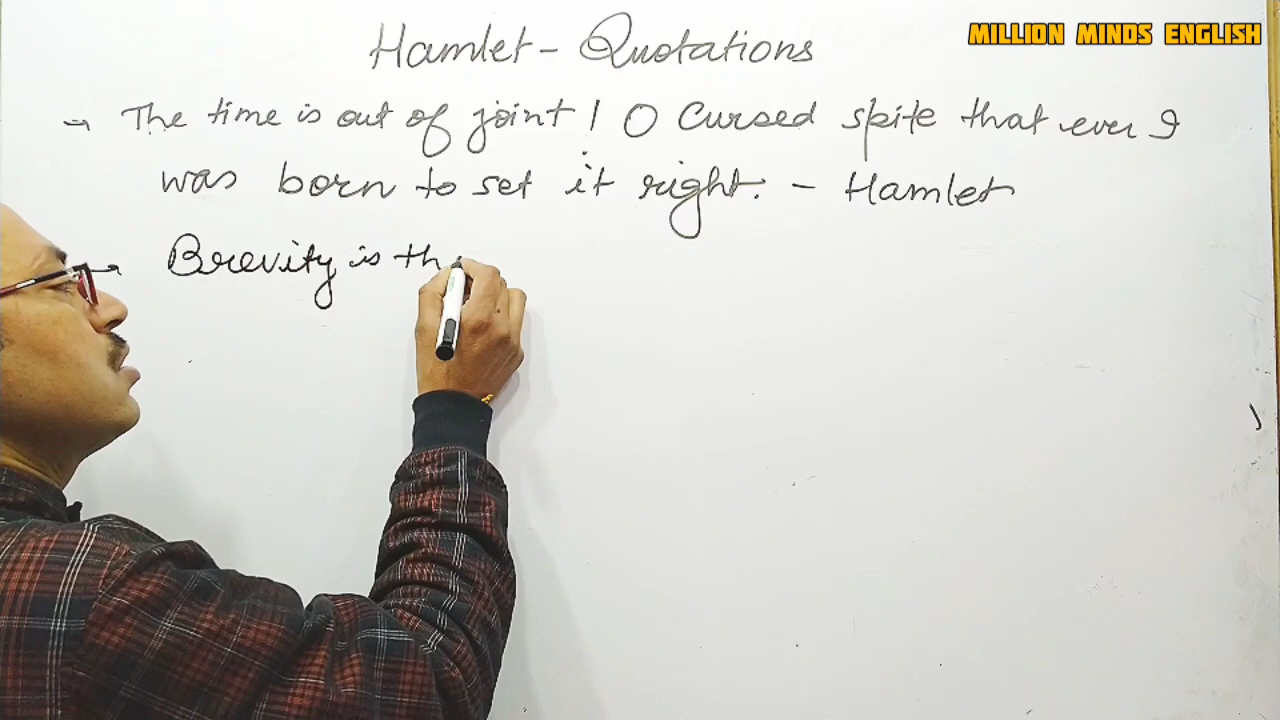 MILLION MINDS ENGLISH
Hamlet - Quotations
→ The time is out of joint! O Cursed spite that ever I
was born to set it right. - Hamlet
→ Brevity is th